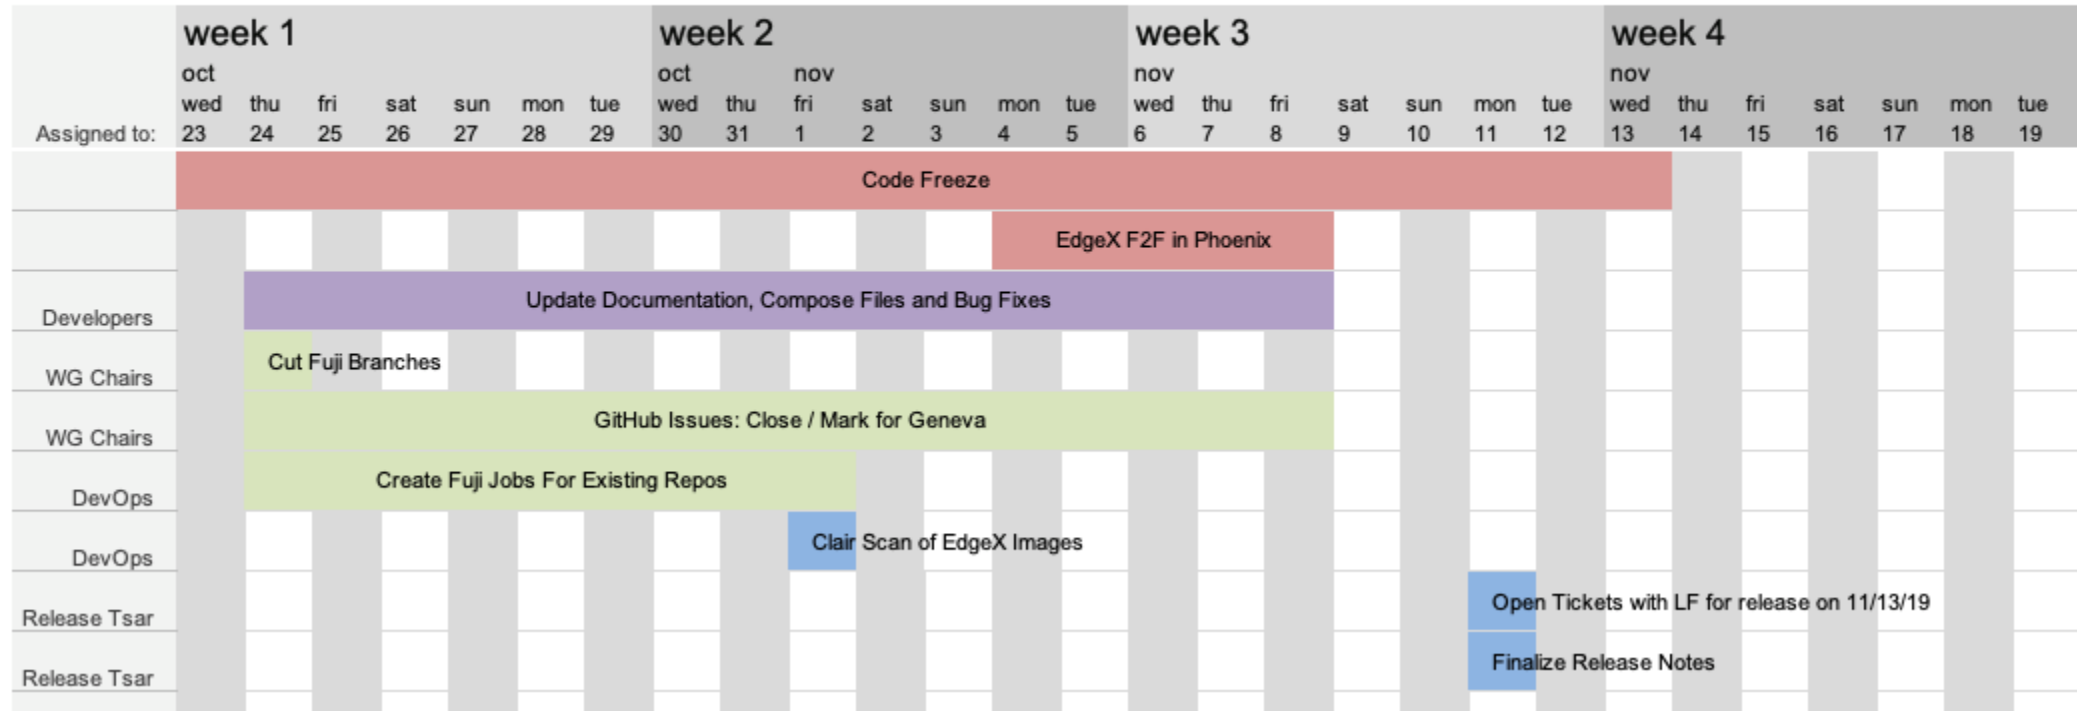 week 1 week 2 week 3 week 4
oct oct nov nov nov
wed thu fri sat sun mon tue wed thu fri sat sun mon tue wed thu fri sat sun mon tue wed thu fri sat sun mon tue
Assigned to: 23 24 25 26 27 28 29 30 31 1 2 3 4 5 6 7 8 9 10 11 12 13 14 15 16 17 18 19
Code Freeze
EdgeX F2F in Phoenix
Developers Update Documentation, Compose Files and Bug Fixes
WG Chairs Cut Fuji Branches
WG Chairs GitHub Issues: Close / Mark for Geneva
DevOps Create Fuji Jobs For Existing Repos
DevOps Clair Scan of EdgeX Images
Release Tsar Open Tickets with LF for release on 11/13/19
Release Tsar Finalize Release Notes